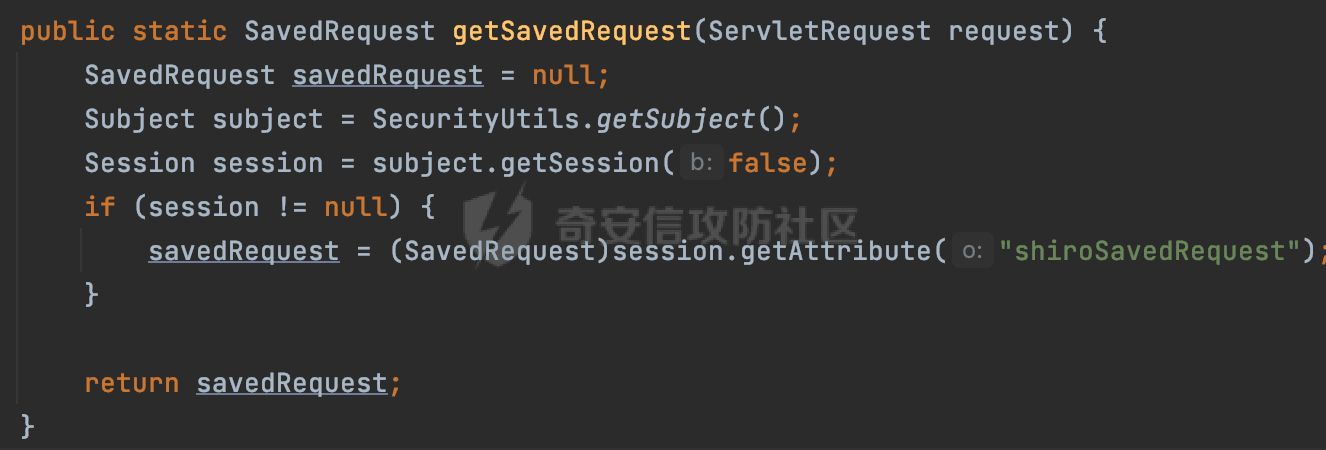 public static SavedRequest getSavedRequest(ServletRequest request) {
SavedRequest savedRequest = null;
Subject subject = SecurityUtils.getSubject();
Session session = subject.getSession( b: false);
if (session != null) {
奇安信攻防社区
savedRequest = (SavedRequest)session.getAttribute( o: "shiroSavedRequest");
}
return savedRequest;
}